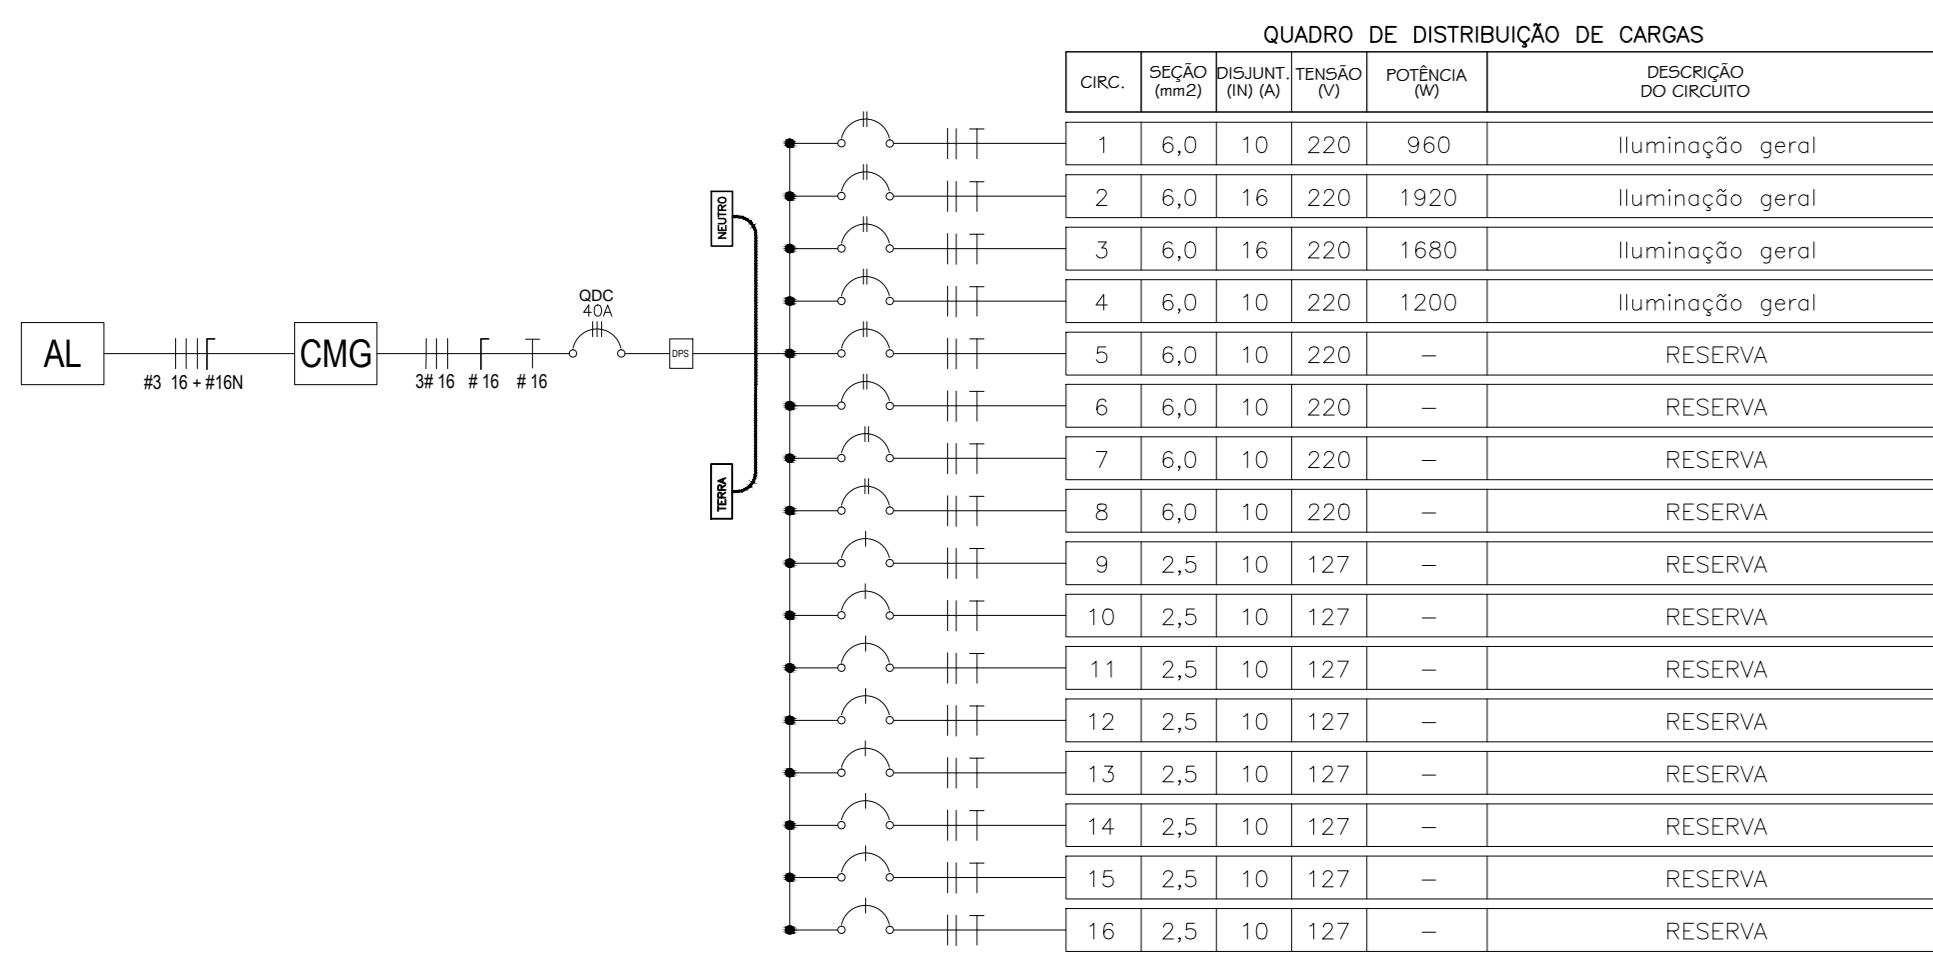 QUADRO DE DISTRIBUIÇÃO DE CARGAS
CIRC. SEÇÃO (mm2) DISJUNT. (IN) (A) TENSÃO (V) POTÊNCIA (W) DESCRIÇÃO DO CIRCUITO
1 6,0 10 220 960 Iluminação geral
2 6,0 16 220 1920 Iluminação geral
3 6,0 16 220 1680 Iluminação geral
4 6,0 10 220 1200 Iluminação geral
5 6,0 10 220 – RESERVA
6 6,0 10 220 – RESERVA
7 6,0 10 220 – RESERVA
8 6,0 10 220 – RESERVA
9 2,5 10 127 – RESERVA
10 2,5 10 127 – RESERVA
11 2,5 10 127 – RESERVA
12 2,5 10 127 – RESERVA
13 2,5 10 127 – RESERVA
14 2,5 10 127 – RESERVA
15 2,5 10 127 – RESERVA
16 2,5 10 127 – RESERVA
NEUTRO
QDC
40A
AL
CMG
DPS
#3 16 + #16N
3# 16 # 16 # 16
TERRA